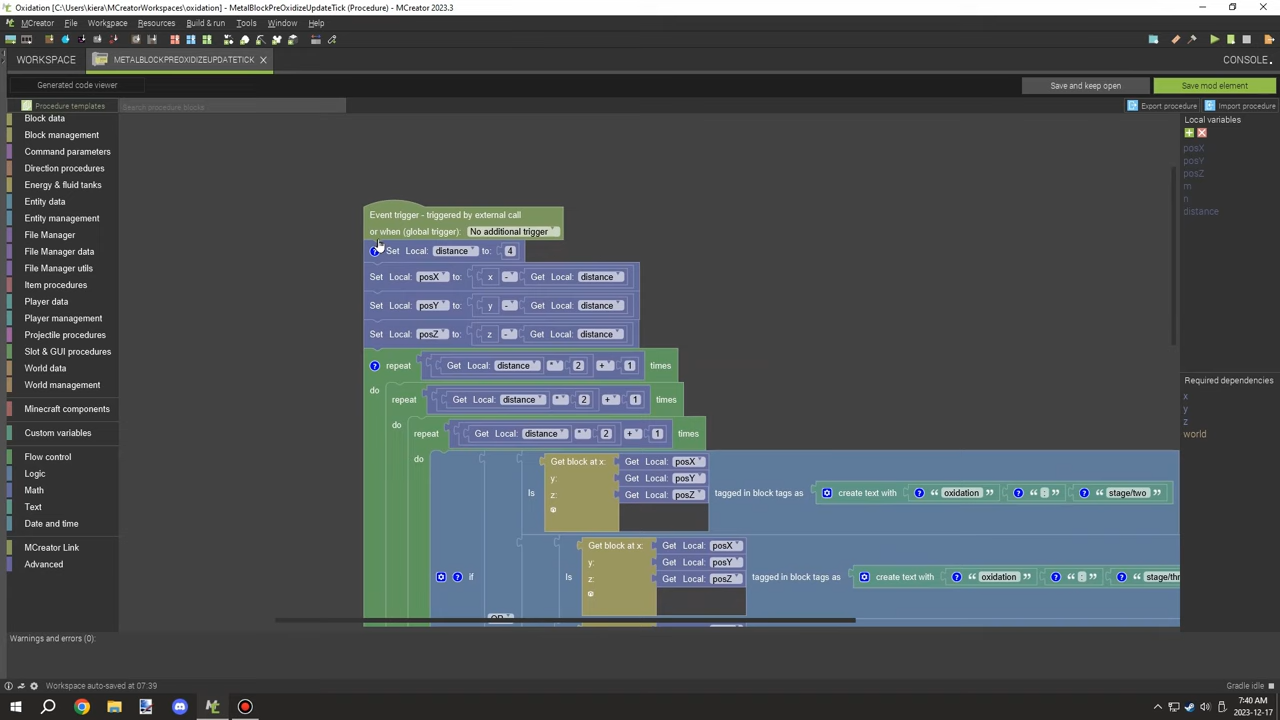 Oxidation [C:\Users\kiera\MCreatorWorkspaces\oxidation] - MetalBlockPreOxidizeUpdateTick (Procedure) - MCreator 2023.3
MCreator File Workspace Resources Build & run Tools Window Help
WORKSPACE METALBLOCKPREOXIDIZEUPDATETICK CONSOLE
Generated code viewer Save and keep open Save mod element
Procedure templates Search procedure blocks Export procedure Import procedure
Block data
Block management
Command parameters
Direction procedures
Energy & fluid tanks
Entity data
Entity management
File Manager
File Manager data
File Manager utils
Item procedures
Player data
Player management
Projectile procedures
Slot & GUI procedures
World data
World management
Minecraft components
Custom variables
Flow control
Logic
Math
Text
Date and time
MCreator Link
Advanced
Event trigger - triggered by external call
or when (global trigger): No additional trigger
? Set Local: distance to: 4
Set Local: posX to: x - Get Local: distance
Set Local: posY to: y - Get Local: distance
Set Local: posZ to: z - Get Local: distance
? repeat Get Local: distance * 2 + 1 times
do repeat Get Local: distance * 2 + 1 times
do repeat Get Local: distance * 2 + 1 times
do
Get block at x: Get Local: posX
y: Get Local: posY
z: Get Local: posZ
Is tagged in block tags as create text with ? “ oxidation ” ? “ : ” ? “ stage/two ”
Get block at x: Get Local: posX
y: Get Local: posY
z: Get Local: posZ
? if Is tagged in block tags as create text with ? “ oxidation ” ? “ : ” ? “ stage/thr
OR
Local variables
posX
posY
posZ
m
n
distance
Required dependencies
x
y
z
world
Warnings and errors (0):
Workspace auto-saved at 07:39 Gradle idle
7:40 AM
2023-12-17